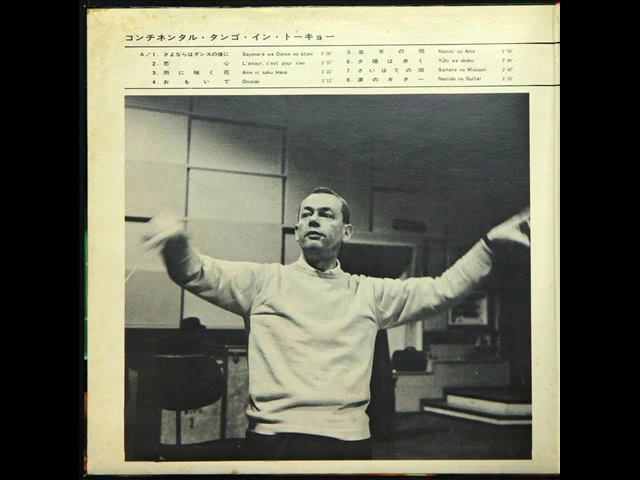 コンチネンタル・タンゴ・イン・トーキョー
A/1. さよならはダンスの後に Sayonara wa Dance no atoni 2'36"
2. 恋心 L'amour, c'est pour rien
3. 雨に咲く花 Ame ni saku Hana
4. おもいで Omoide
5. 並木の雨 Namiki no Ame
6. 夕陽は赤く Yūhi wa akaku
7. さいはての湖 Saihate no Mizuumi
8. 涙のギター Namida no Guitar